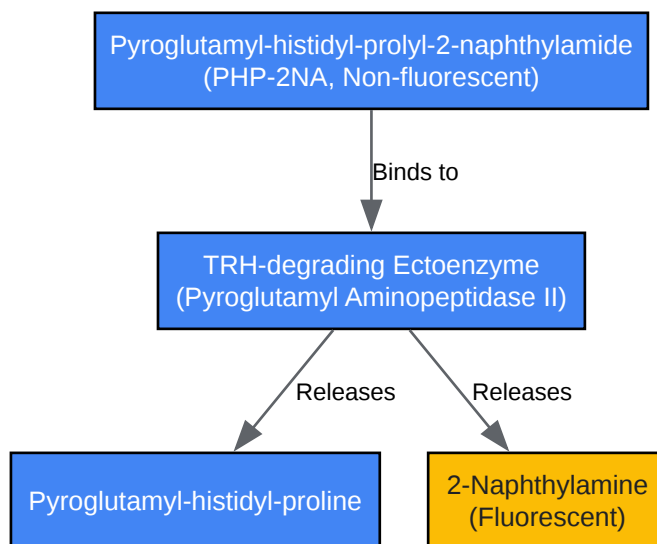 Pyroglutamyl-histidyl-prolyl-2-naphthylamide
(PHP-2NA, Non-fluorescent)
Binds to
TRH-degrading Ectoenzyme
(Pyroglutamyl Aminopeptidase II)
Releases
Releases
Pyroglutamyl-histidyl-proline
2-Naphthylamine
(Fluorescent)